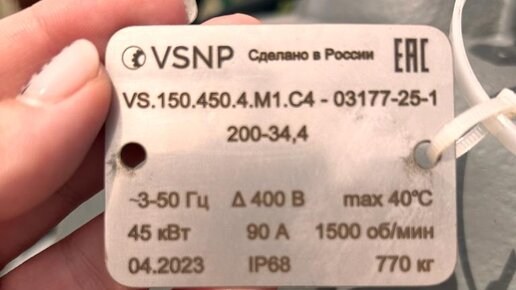 VSNP Сделано в России EAC
VS.150.450.4.M1.C4 - 03177-25-1
200-34,4
~3-50 Гц Δ 400 В max 40°C
45 кВт 90 А 1500 об/мин
04.2023 IP68 770 кг